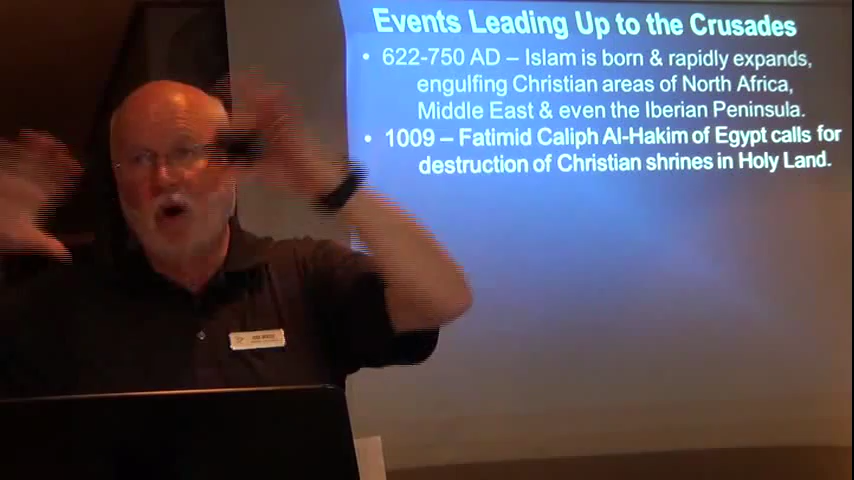 Events Leading Up to the Crusades
• 622-750 AD – Islam is born & rapidly expands,
engulfing Christian areas of North Africa,
Middle East & even the Iberian Peninsula.
• 1009 – Fatimid Caliph Al-Hakim of Egypt calls for
destruction of Christian shrines in Holy Land.